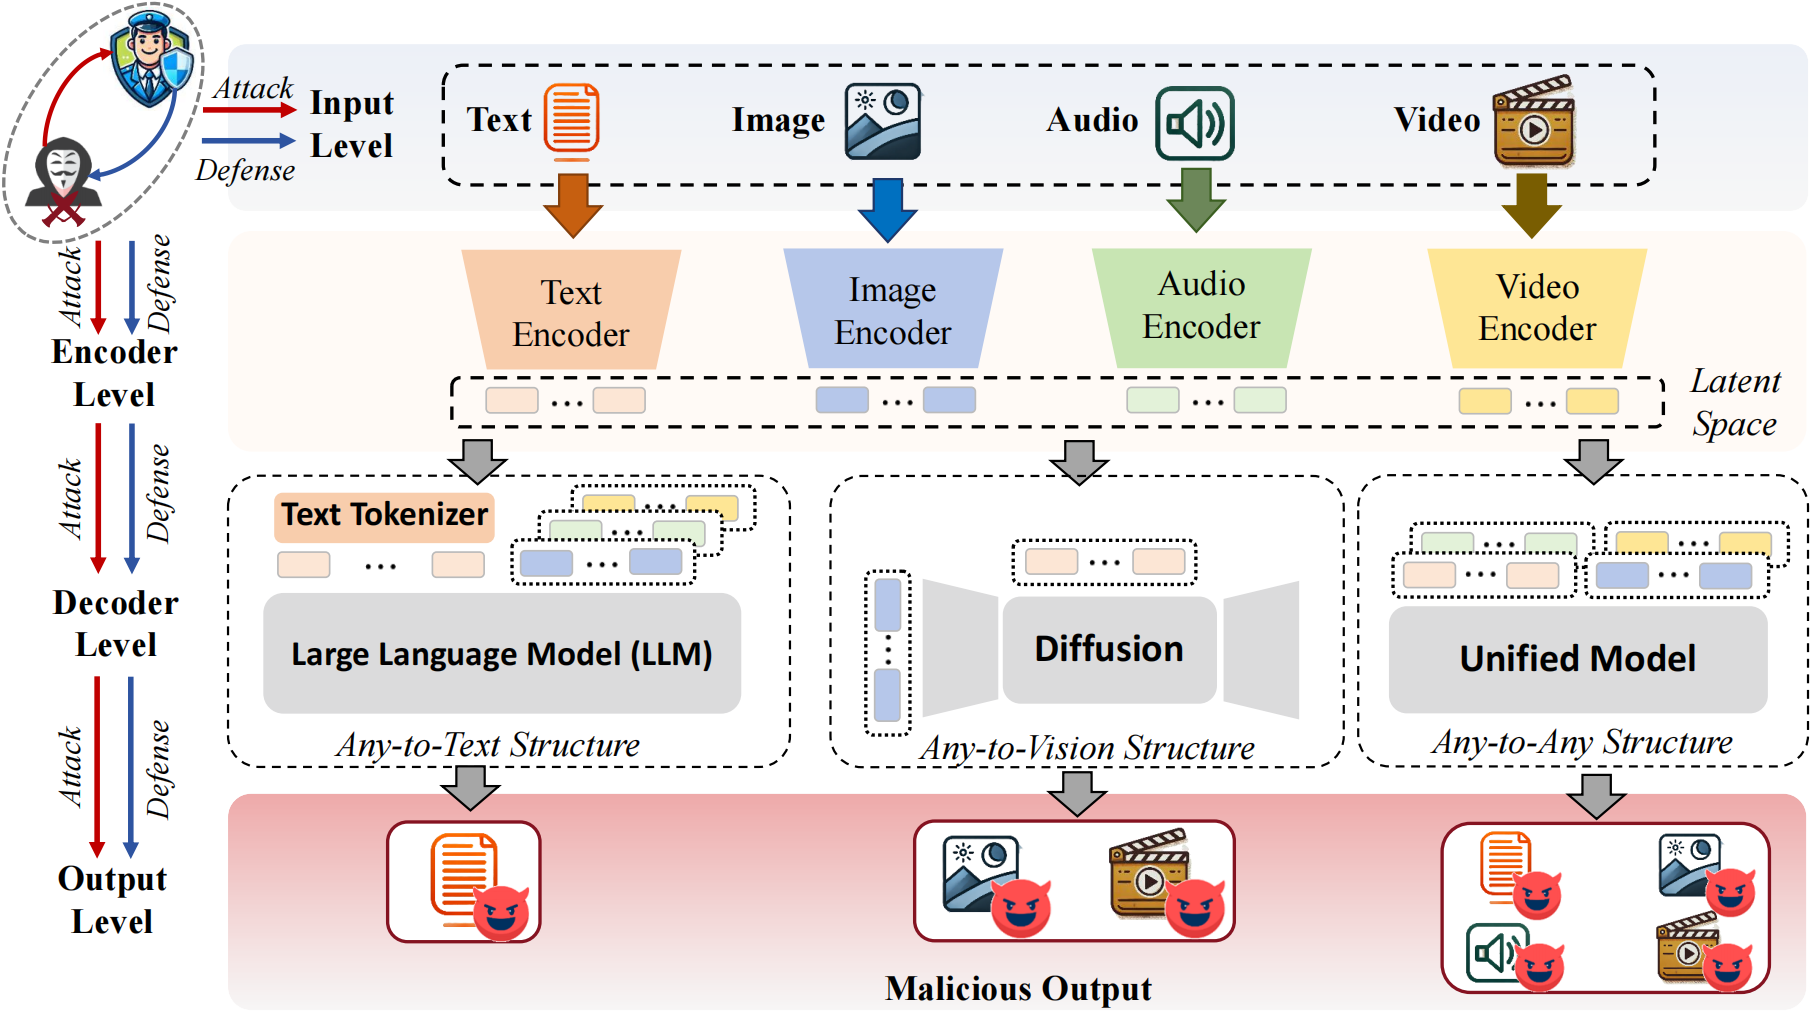 Attack
Defense
Input
Level
Text
Image
Audio
Video
Attack
Defense
Text
Encoder
Image
Encoder
Audio
Encoder
Video
Encoder
Encoder
Level
Latent
Space
Attack
Defense
Text Tokenizer
Decoder
Level
Large Language Model (LLM)
Diffusion
Unified Model
Any-to-Text Structure
Any-to-Vision Structure
Any-to-Any Structure
Attack
Defense
Output
Level
Malicious Output